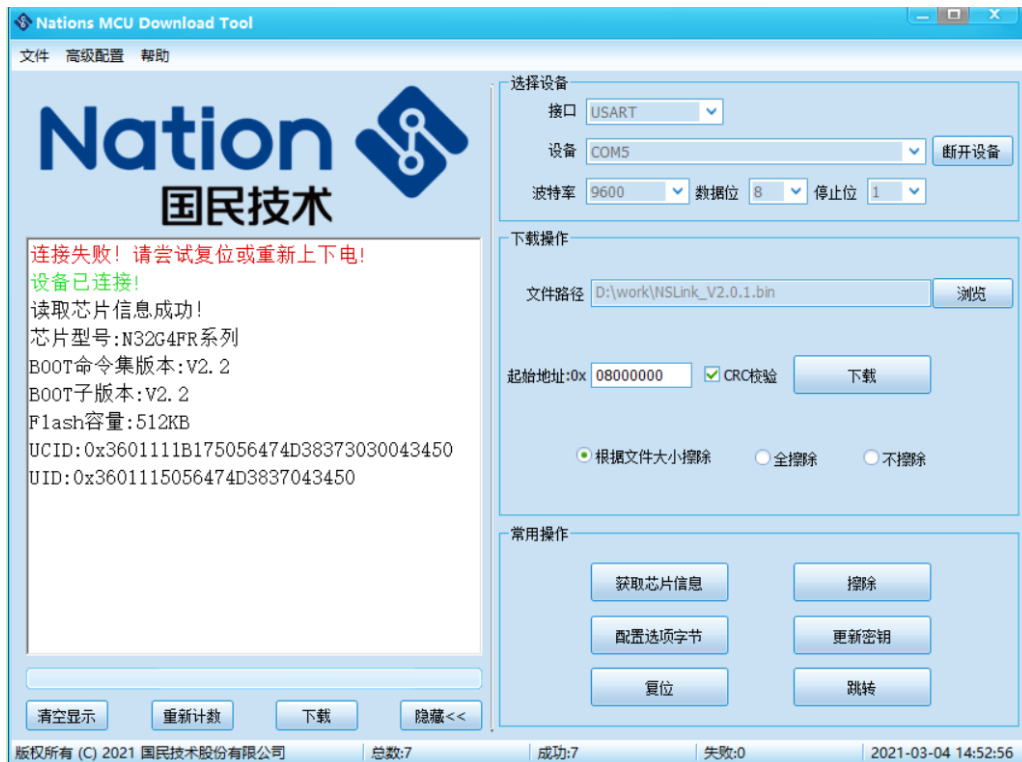 Nations MCU Download Tool
文件 高级配置 帮助
Nation
国民技术
连接失败! 请尝试复位或重新上下电!
设备已连接!
读取芯片信息成功!
芯片型号:N32G4FR系列
BOOT命令集版本:V2.2
BOOT子版本:V2.2
Flash容量:512KB
UCID:0x3601111B175056474D38373030043450
UID:0x3601115056474D3837043450
清空显示 重新计数 下载 隐藏<<
选择设备
接口 USART
设备 COM5 断开设备
波特率 9600 数据位 8 停止位 1
下载操作
文件路径 D:\work\NSLink_V2.0.1.bin 浏览
起始地址:0x 08000000 CRC校验 下载
根据文件大小擦除 全擦除 不擦除
常用操作
获取芯片信息 擦除
配置选项字节 更新密钥
复位 跳转
版权所有 (C) 2021 国民技术股份有限公司 总数:7 成功:7 失败:0 2021-03-04 14:52:56